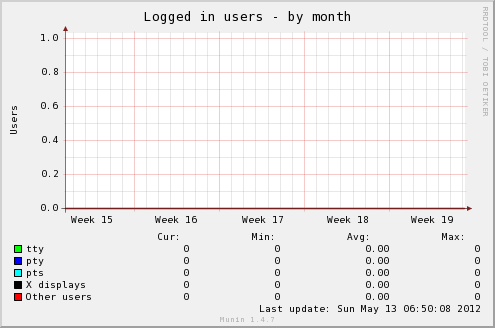 Logged in users - by month
RRDTOOL / TOBI OETIKER
Users
1.0
0.8
0.6
0.4
0.2
0.0
Week 15 Week 16 Week 17 Week 18 Week 19
Cur: Min: Avg: Max:
tty 0 0 0.00 0
pty 0 0 0.00 0
pts 0 0 0.00 0
X displays 0 0 0.00 0
Other users 0 0 0.00 0
Last update: Sun May 13 06:50:08 2012
Munin 1.4.7